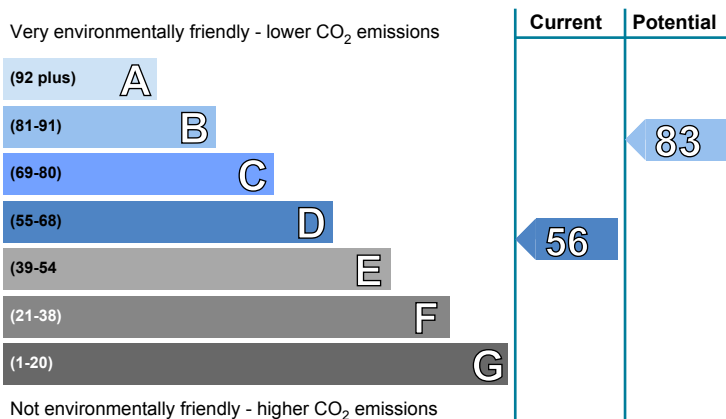 Very environmentally friendly - lower CO₂ emissions
Current
Potential
(92 plus) A
(81-91) B
(69-80) C
(55-68) D
(39-54 E
(21-38) F
(1-20) G
83
56
Not environmentally friendly - higher CO₂ emissions